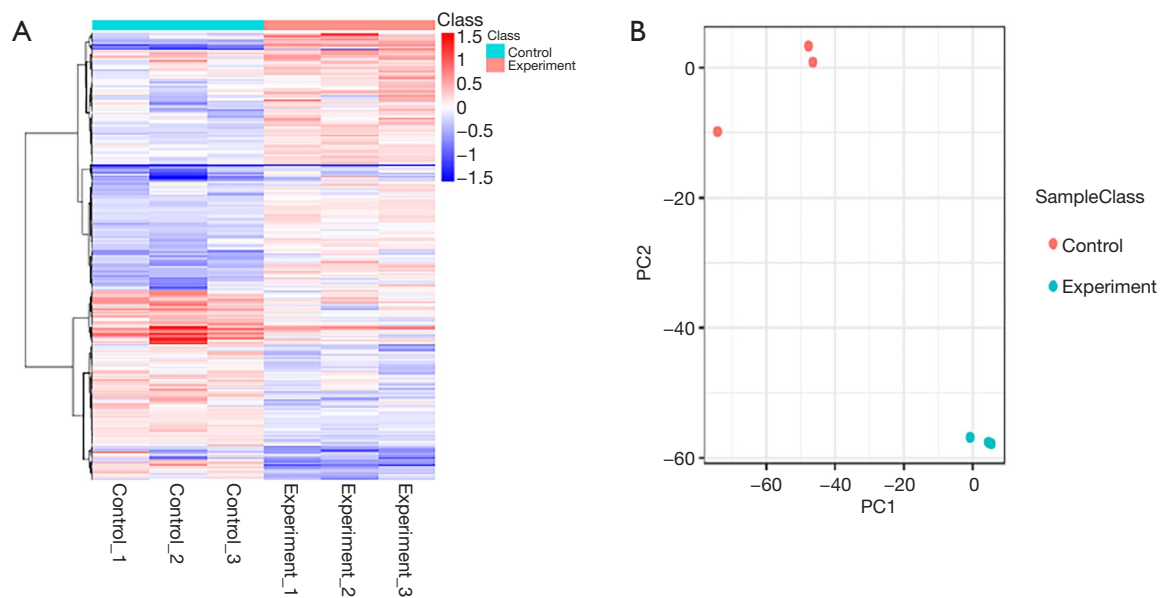 A
Class
1.5
1
0.5
0
−0.5
−1
−1.5
Class
Control
Experiment
Control_1
Control_2
Control_3
Experiment_1
Experiment_2
Experiment_3
B
0
−20
−40
−60
PC2
−60
−40
−20
0
PC1
SampleClass
Control
Experiment